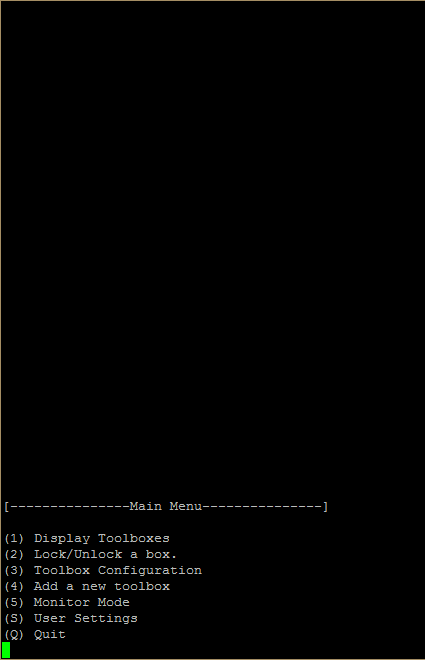 [---------------Main Menu---------------]
(1) Display Toolboxes
(2) Lock/Unlock a box.
(3) Toolbox Configuration
(4) Add a new toolbox
(5) Monitor Mode
(S) User Settings
(Q) Quit